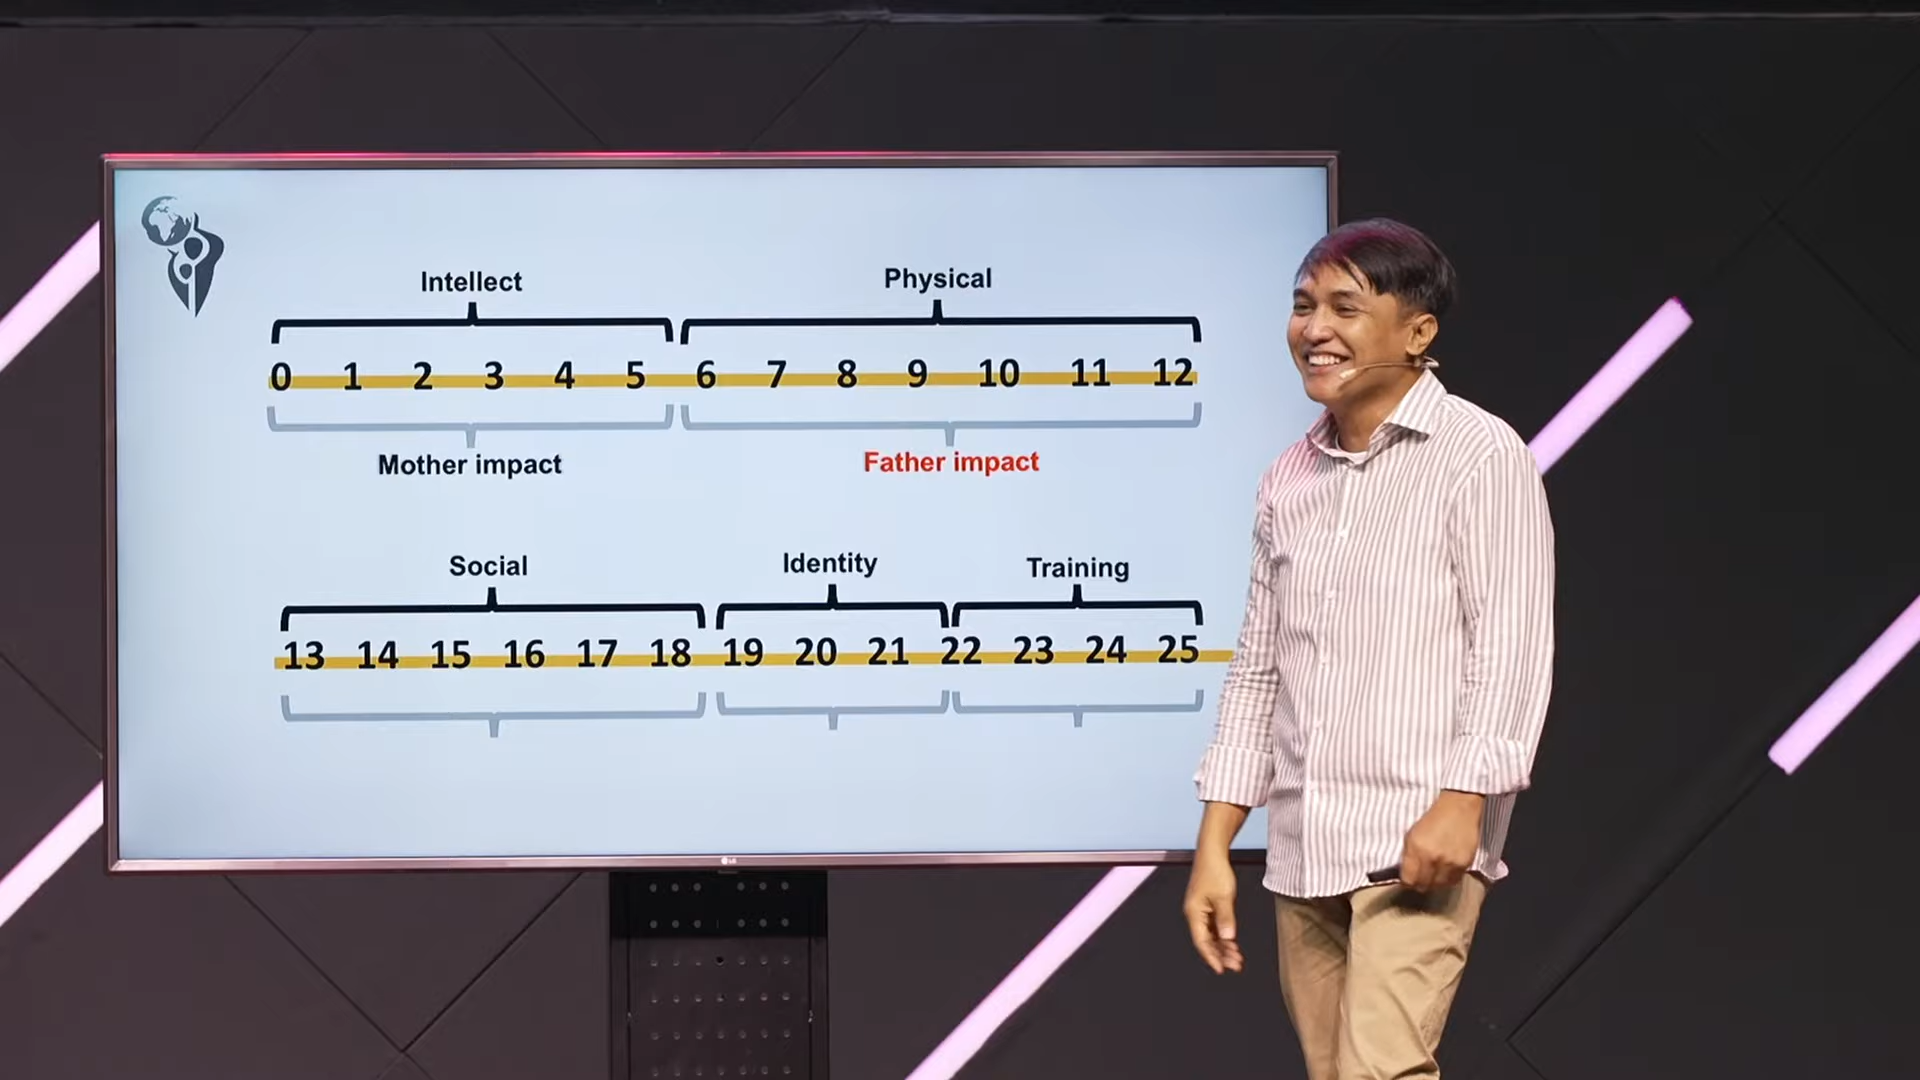 Intellect Physical
0 1 2 3 4 5 6 7 8 9 10 11 12
Mother impact Father impact
Social Identity Training
13 14 15 16 17 18 19 20 21 22 23 24 25
LG